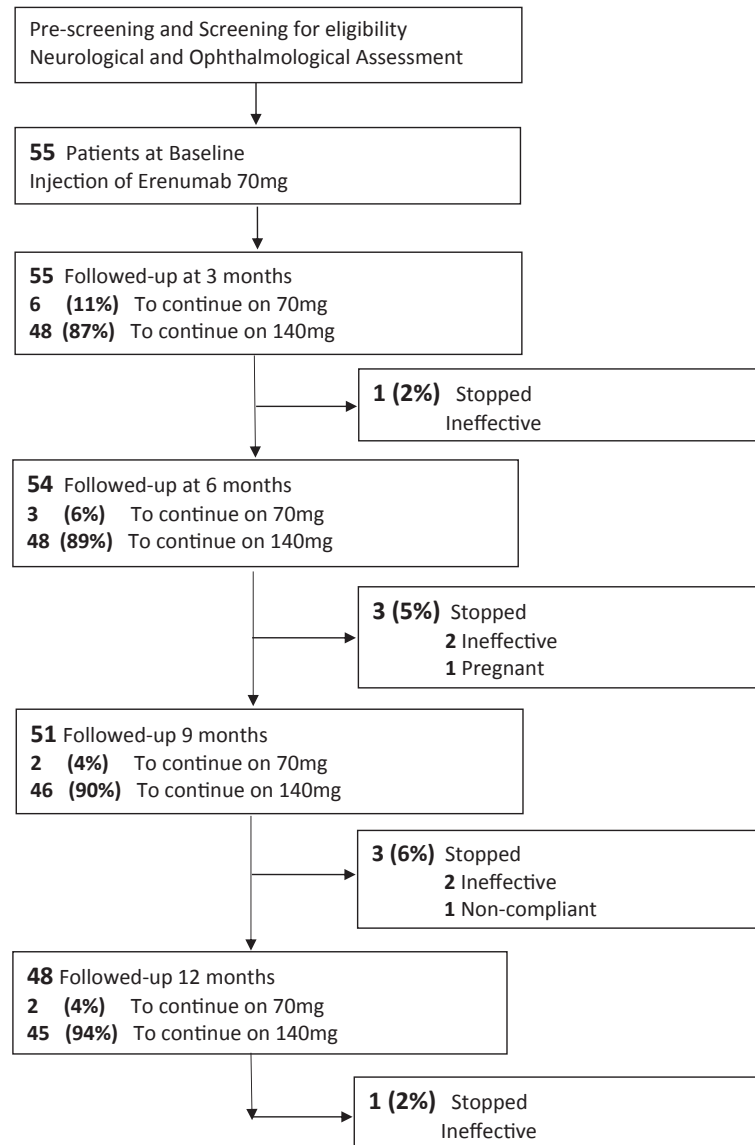 Pre-screening and Screening for eligibility
Neurological and Ophthalmological Assessment
55 Patients at Baseline
Injection of Erenumab 70mg
55 Followed-up at 3 months
6 (11%) To continue on 70mg
48 (87%) To continue on 140mg
1 (2%) Stopped
Ineffective
54 Followed-up at 6 months
3 (6%) To continue on 70mg
48 (89%) To continue on 140mg
3 (5%) Stopped
2 Ineffective
1 Pregnant
51 Followed-up 9 months
2 (4%) To continue on 70mg
46 (90%) To continue on 140mg
3 (6%) Stopped
2 Ineffective
1 Non-compliant
48 Followed-up 12 months
2 (4%) To continue on 70mg
45 (94%) To continue on 140mg
1 (2%) Stopped
Ineffective